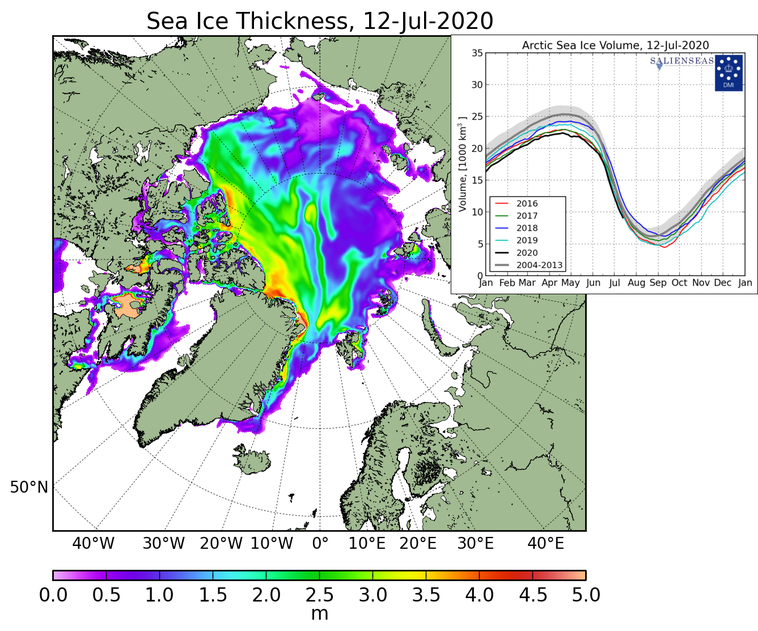 Sea Ice Thickness, 12-Jul-2020
Arctic Sea Ice Volume, 12-Jul-2020
SALIENSEAS
DMI
Volume, [1000 km³]
35
30
25
20
15
10
5
0
2016
2017
2018
2019
2020
2004-2013
Jan Feb Mar Apr May Jun Jul Aug Sep Oct Nov Dec Jan
50°N
40°W 30°W 20°W 10°W 0° 10°E 20°E 30°E 40°E
0.0 0.5 1.0 1.5 2.0 2.5 3.0 3.5 4.0 4.5 5.0
m